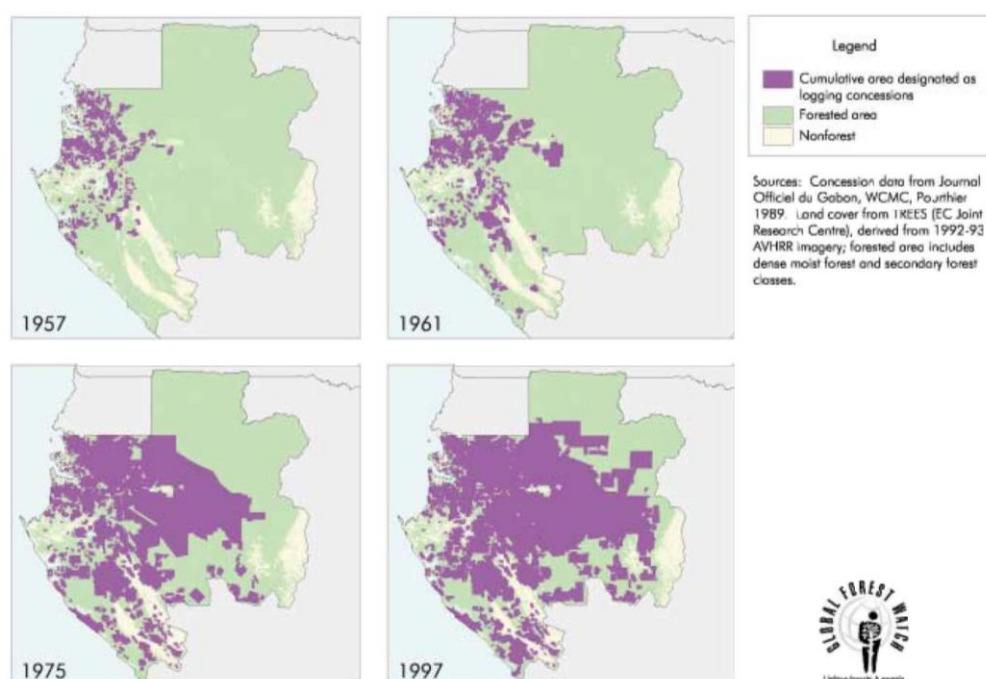 1957
1961
Legend
Cumulative area designated as
logging concessions
Forested area
Nonforest
Sources: Concession data from Journal
Officiel du Gabon, WCMC, Pourthier
1989. Land cover from TREES (EC Joint
Research Centre), derived from 1992-93
AVHRR imagery; forested area includes
dense moist forest and secondary forest
classes.
1975
1997
GLOBAL FOREST WATCH